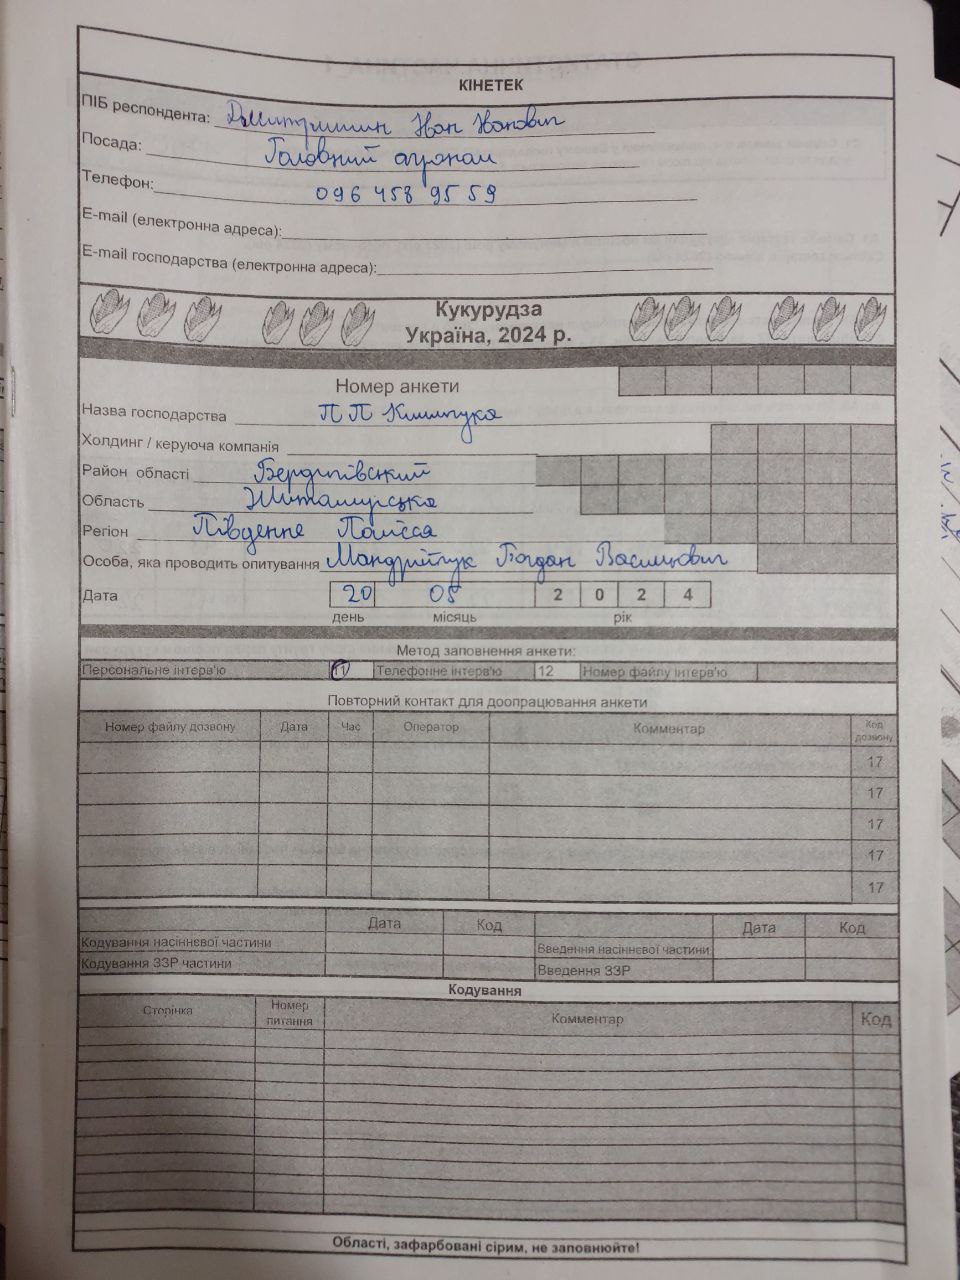 КІНЕТЕК
ПІБ респондента: Дмитришин Іван Іванович
Посада: Головний агроном
Телефон: 096 458 95 59
E-mail (електронна адреса):
E-mail господарства (електронна адреса):
Кукурудза
Україна, 2024 р.
Номер анкети
Назва господарства ПП
Холдинг / керуюча компанія
Район області Бердичівський
Область Житомирська
Регіон Південне Полісся
Особа, яка проводить опитування Богдан Васильович
Дата 20 05 2 0 2 4
день місяць рік
Метод заповнення анкети:
Персональне інтерв'ю 11 Телефонне інтерв'ю 12 Номер файлу інтерв'ю
Повторний контакт для доопрацювання анкети
Номер файлу дозвону Дата Час Оператор Комментар Код дозвону
17
17
17
17
17
Дата Код Дата Код
Кодування насіннєвої частини Введення насіннєвої частини
Кодування ЗЗР частини Введення ЗЗР
Кодування
Сторінка Номер питання Комментар Код
Області, зафарбовані сірим, не заповнюйте!